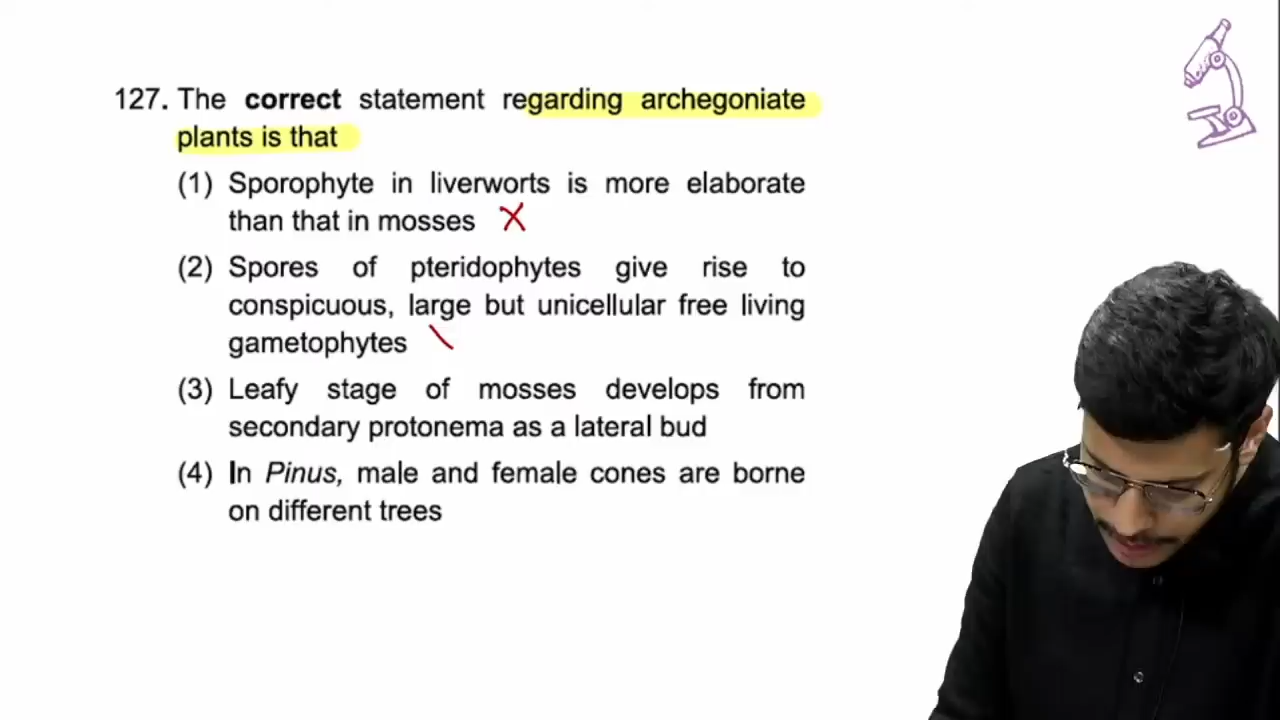 127. The correct statement regarding archegoniate
plants is that
(1) Sporophyte in liverworts is more elaborate
than that in mosses
(2) Spores of pteridophytes give rise to
conspicuous, large but unicellular free living
gametophytes
(3) Leafy stage of mosses develops from
secondary protonema as a lateral bud
(4) In Pinus, male and female cones are borne
on different trees